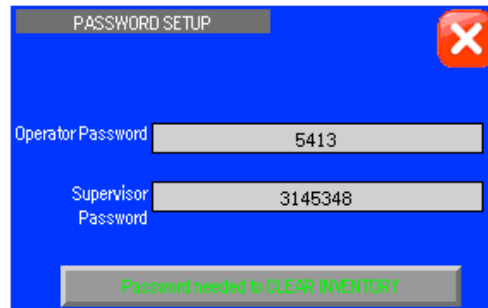 PASSWORD SETUP
Operator Password 5413
Supervisor Password 3145348
Password needed to CLEAR INVENTORY